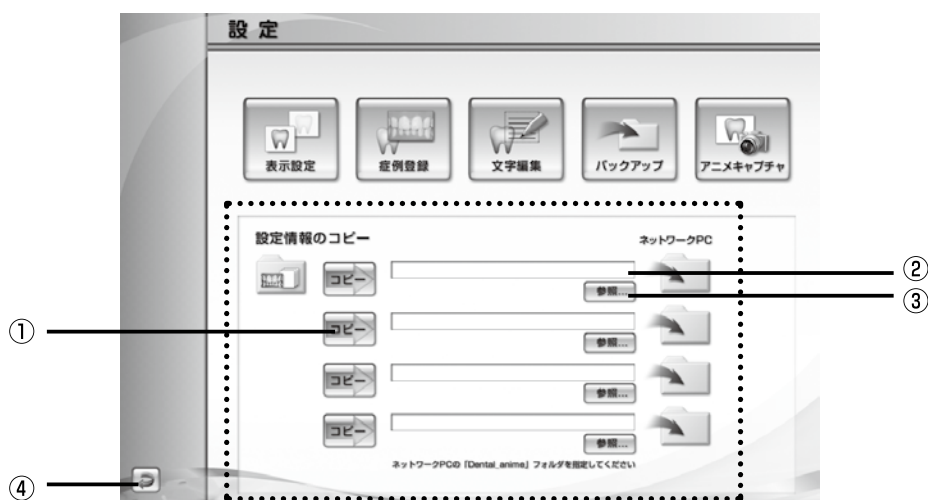 設 定
表示設定
症例登録
文字編集
バックアップ
アニメキャプチャ
設定情報のコピー
ネットワークPC
コピー
②
参照...
③
①
コピー
参照...
コピー
参照...
コピー
参照...
ネットワークPCの「Dental_anime」フォルダを指定してください
④